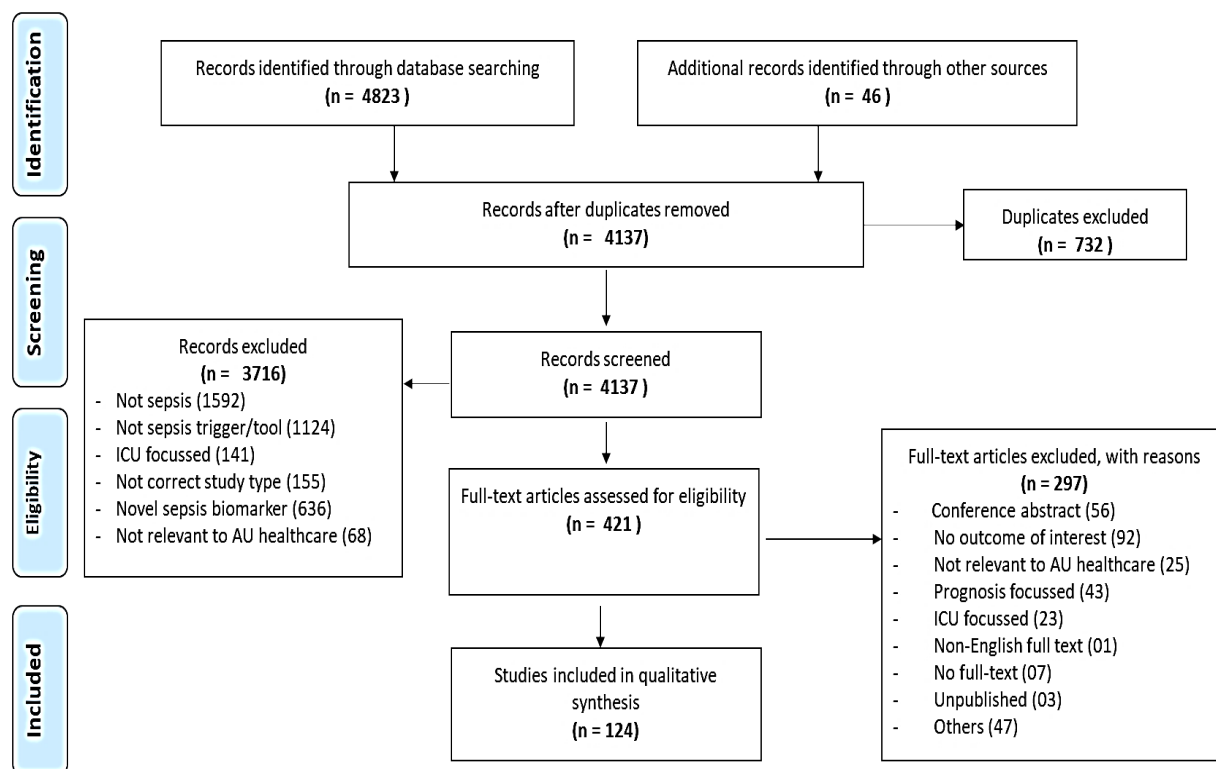 Identification
Records identified through database searching
(n = 4823 )
Additional records identified through other sources
(n = 46 )
Records after duplicates removed
(n = 4137)
Duplicates excluded
(n = 732 )
Screening
Records excluded
(n = 3716)
- Not sepsis (1592)
- Not sepsis trigger/tool (1124)
- ICU focussed (141)
- Not correct study type (155)
- Novel sepsis biomarker (636)
- Not relevant to AU healthcare (68)
Records screened
(n = 4137)
Eligibility
Full-text articles assessed for eligibility
(n = 421 )
Full-text articles excluded, with reasons
(n = 297)
- Conference abstract (56)
- No outcome of interest (92)
- Not relevant to AU healthcare (25)
- Prognosis focussed (43)
- ICU focussed (23)
- Non-English full text (01)
- No full-text (07)
- Unpublished (03)
- Others (47)
Included
Studies included in qualitative
synthesis
(n = 124)